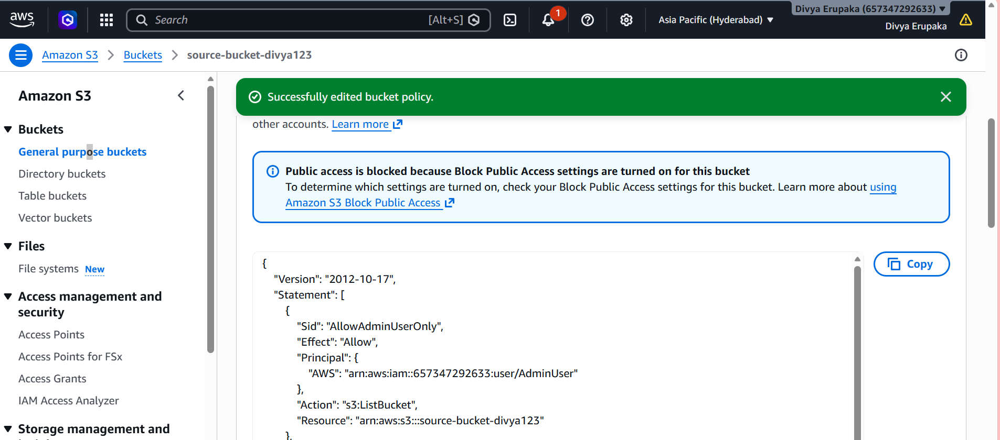 aws
Search
[Alt+S]
1
Asia Pacific (Hyderabad)
Divya Erupaka (657347292633)
Divya Erupaka
Amazon S3
Buckets
source-bucket-divya123
Amazon S3
Buckets
General purpose buckets
Directory buckets
Table buckets
Vector buckets
Files
File systems New
Access management and
security
Access Points
Access Points for FSx
Access Grants
IAM Access Analyzer
Storage management and
Successfully edited bucket policy.
other accounts. Learn more
Public access is blocked because Block Public Access settings are turned on for this bucket
To determine which settings are turned on, check your Block Public Access settings for this bucket. Learn more about using
Amazon S3 Block Public Access
Copy
{
"Version": "2012-10-17",
"Statement": [
{
"Sid": "AllowAdminUserOnly",
"Effect": "Allow",
"Principal": {
"AWS": "arn:aws:iam::657347292633:user/AdminUser"
},
"Action": "s3:ListBucket",
"Resource": "arn:aws:s3:::source-bucket-divya123"
},